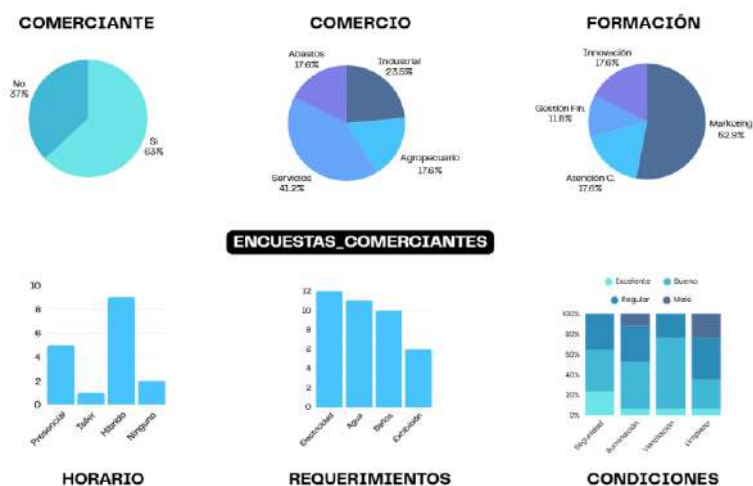 COMERCIANTE
No
37%
Si
63%
COMERCIO
Abastos
17.6%
Industrial
23.5%
Agropecuario
17.6%
Servicios
41.2%
FORMACIÓN
Innovación
17.6%
Gestión Fin.
11.8%
Marketing
52.9%
Atención C.
17.6%
ENCUESTAS_COMERCIANTES
10
8
6
4
2
0
Presencial
Taller
Híbrido
Ninguno
HORARIO
12
10
8
6
4
2
0
Electricidad
Agua
Baños
Exhibición
REQUERIMIENTOS
Excelente
Bueno
Regular
Malo
100%
80%
60%
40%
20%
0%
Seguridad
Iluminación
Ventilación
Limpieza
CONDICIONES